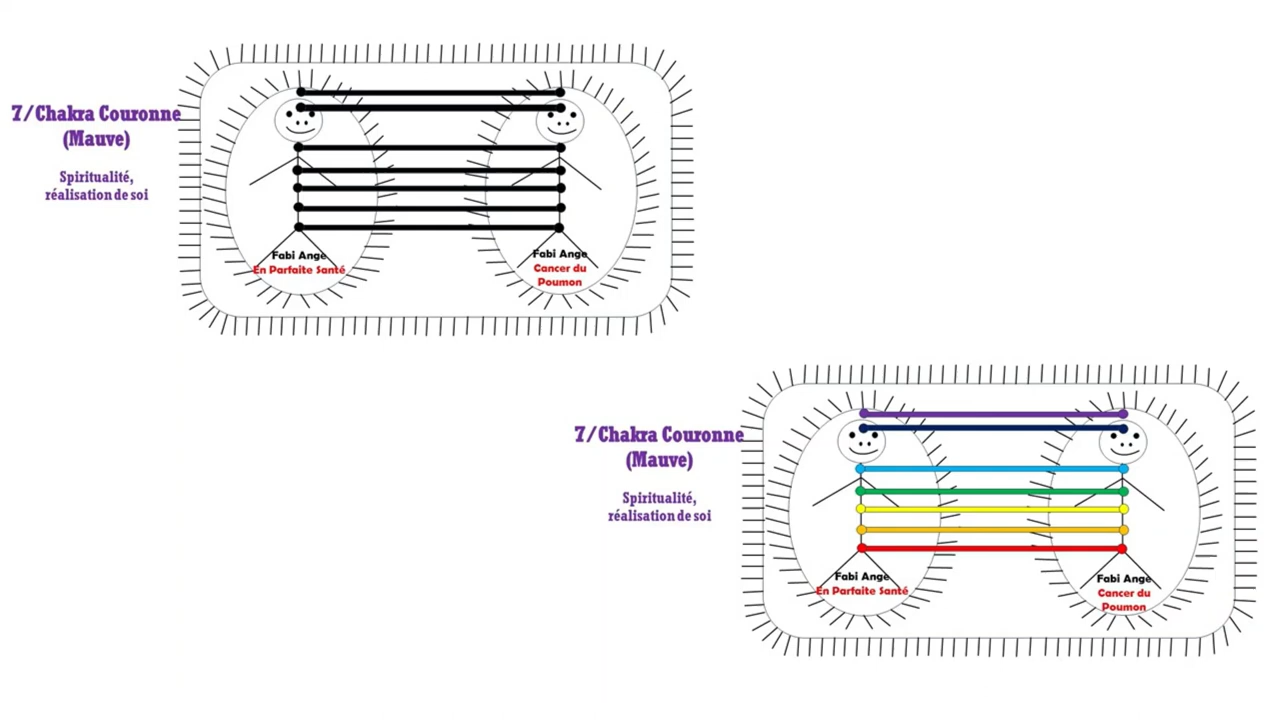 7/Chakra Couronne
(Mauve)
Spiritualité,
réalisation de soi
Fabi Ange
En Parfaite Santé
Fabi Ange
Cancer du
Poumon
7/Chakra Couronne
(Mauve)
Spiritualité,
réalisation de soi
Fabi Ange
En Parfaite Santé
Fabi Ange
Cancer du
Poumon